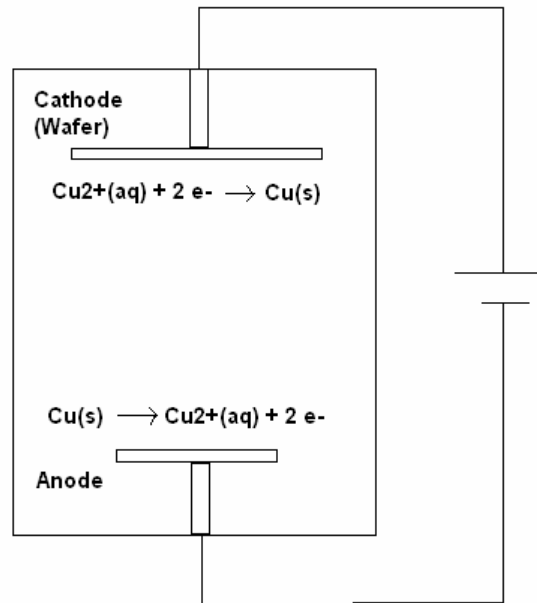 Cathode
(Wafer)
Cu2+(aq) + 2 e- → Cu(s)
Cu(s) → Cu2+(aq) + 2 e-
Anode